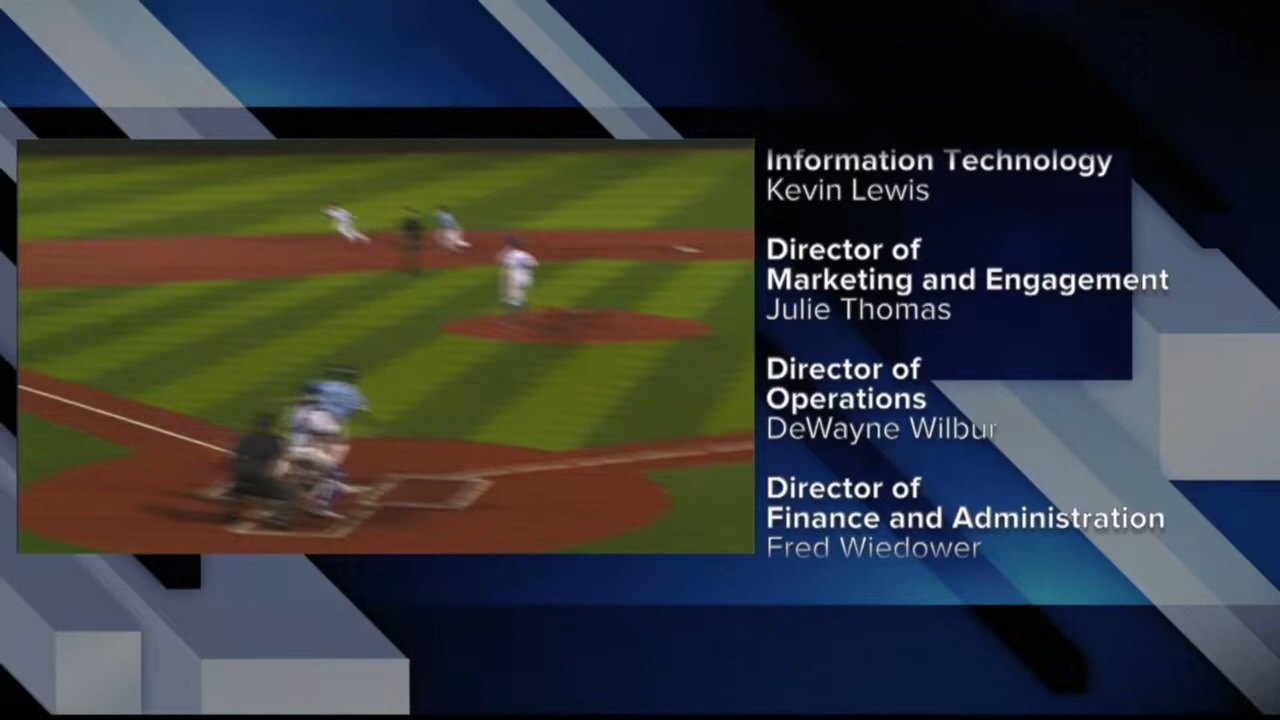 Information Technology
Kevin Lewis
Director of
Marketing and Engagement
Julie Thomas
Director of
Operations
DeWayne Wilbur
Director of
Finance and Administration
Fred Wiedower